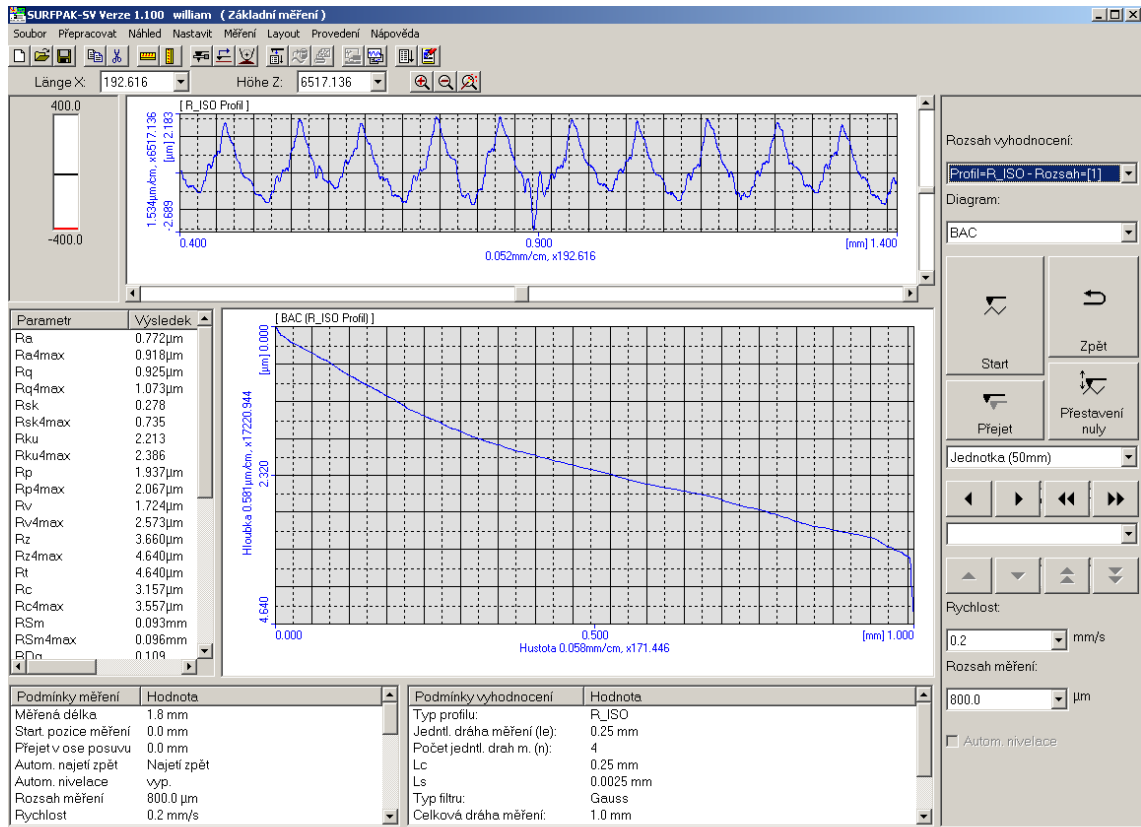 SURFPAK-SV Verze 1.100 william ( Základní měření )
Soubor Přepracovat Náhled Nastavit Měření Layout Provedení Nápověda
Länge X: 192.616 Höhe Z: 6517.136
400.0
-400.0
[ R_ISO Profil ]
1.534µm/cm, x6517.136
-2.689 [µm] 2.183
0.400 0.900 [mm] 1.400
0.052mm/cm, x192.616
Parametr Výsledek
Ra 0.772µm
Ra4max 0.918µm
Rq 0.925µm
Rq4max 1.073µm
Rsk 0.278
Rsk4max 0.735
Rku 2.213
Rku4max 2.386
Rp 1.937µm
Rp4max 2.067µm
Rv 1.724µm
Rv4max 2.573µm
Rz 3.660µm
Rz4max 4.640µm
Rt 4.640µm
Rc 3.157µm
Rc4max 3.557µm
RSm 0.093mm
RSm4max 0.096mm
RDq 0.109
[ BAC (R_ISO Profil) ]
Hloubka 0.581µm/cm, x17220.944
4.640 2.320 [µm] 0.000
0.000 0.500 [mm] 1.000
Hustota 0.058mm/cm, x171.446
Rozsah vyhodnocení:
Profil=R_ISO - Rozsah=[1]
Diagram:
BAC
Start
Zpět
Přejet
Přestavení
nuly
Jednotka (50mm)
Rychlost:
0.2 mm/s
Rozsah měření:
800.0 µm
Autom. nivelace
Podmínky měření Hodnota
Měřená délka 1.8 mm
Start. pozice měření 0.0 mm
Přejet v ose posuvu 0.0 mm
Autom. najetí zpět Najetí zpět
Autom. nivelace vyp.
Rozsah měření 800.0 µm
Rychlost 0.2 mm/s
Podmínky vyhodnocení Hodnota
Typ profilu: R_ISO
Jedntl. dráha měření (le): 0.25 mm
Počet jedntl. drah m. (n): 4
Lc 0.25 mm
Ls 0.0025 mm
Typ filtru: Gauss
Celková dráha měření: 1.0 mm